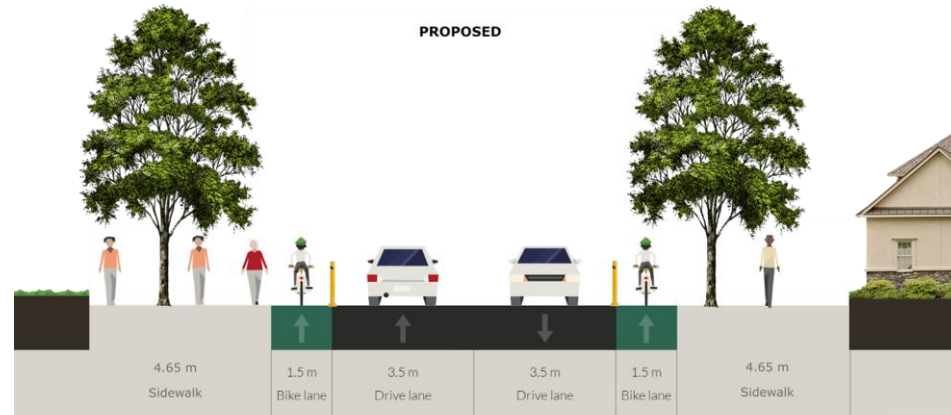 PROPOSED
4.65 m
Sidewalk
1.5 m
Bike lane
3.5 m
Drive lane
3.5 m
Drive lane
1.5 m
Bike lane
4.65 m
Sidewalk